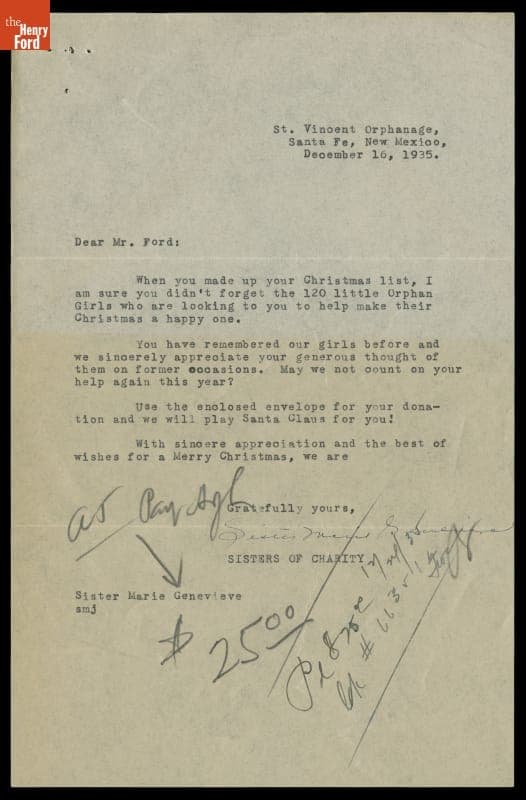 the
Henry
Ford
St. Vincent Orphanage,
Santa Fe, New Mexico,
December 16, 1935.
Dear Mr. Ford:
When you made up your Christmas list, I
am sure you didn't forget the 120 little Orphan
Girls who are looking to you to help make their
Christmas a happy one.
You have remembered our girls before and
we sincerely appreciate your generous thought of
them on former occasions. May we not count on your
help again this year?
Use the enclosed envelope for your dona-
tion and we will play Santa Claus for you!
With sincere appreciation and the best of
wishes for a Merry Christmas, we are
Gratefully yours,
Sister Marie Genevieve
SISTERS OF CHARITY
Sister Marie Genevieve
smj
Pay
$ 25.00